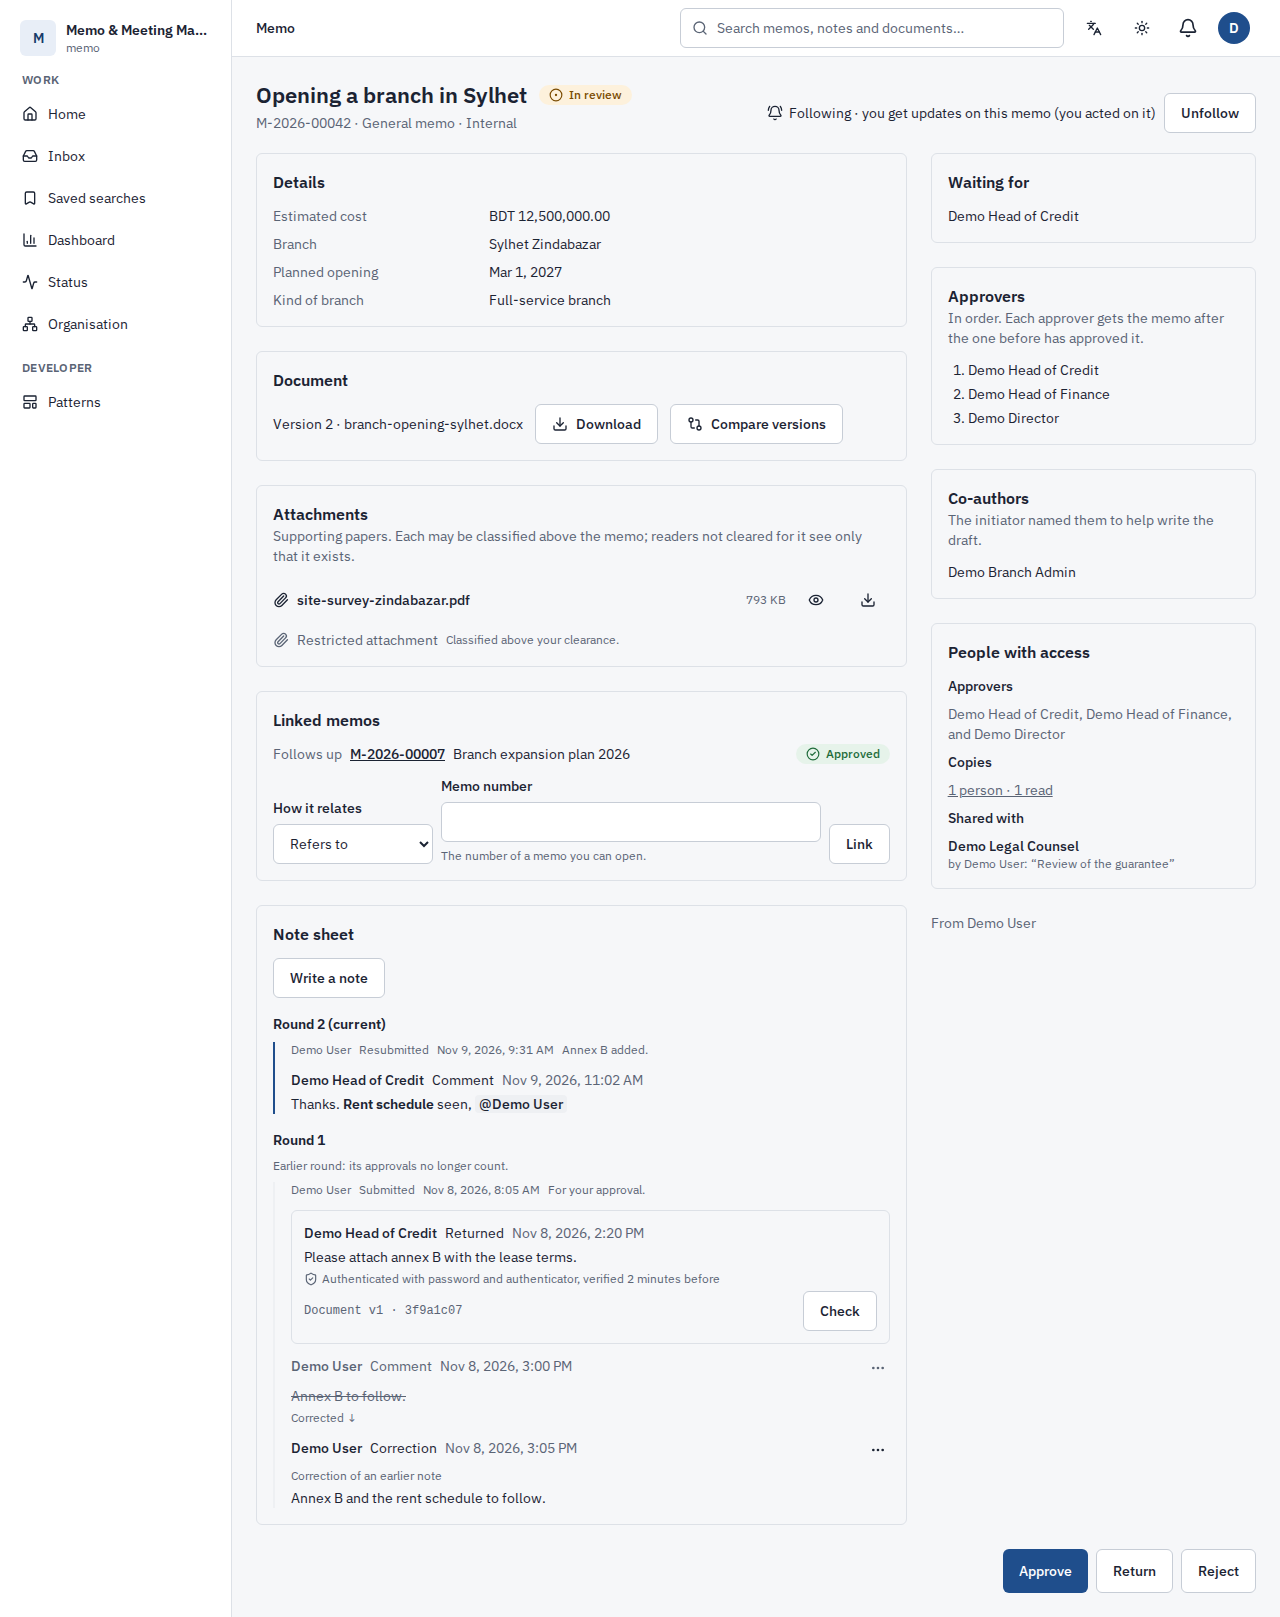 M
Memo & Meeting Ma...
memo
WORK
Home
Inbox
Saved searches
Dashboard
Status
Organisation
DEVELOPER
Patterns
Memo
Search memos, notes and documents...
D
Opening a branch in Sylhet
In review
M-2026-00042 · General memo · Internal
Following · you get updates on this memo (you acted on it)
Unfollow
Details
Estimated cost BDT 12,500,000.00
Branch Sylhet Zindabazar
Planned opening Mar 1, 2027
Kind of branch Full-service branch
Document
Version 2 · branch-opening-sylhet.docx
Download
Compare versions
Attachments
Supporting papers. Each may be classified above the memo; readers not cleared for it see only
that it exists.
site-survey-zindabazar.pdf 793 KB
Restricted attachment Classified above your clearance.
Linked memos
Follows up M-2026-00007 Branch expansion plan 2026 Approved
How it relates
Refers to
Memo number
The number of a memo you can open.
Link
Note sheet
Write a note
Round 2 (current)
Demo User Resubmitted Nov 9, 2026, 9:31 AM Annex B added.
Demo Head of Credit Comment Nov 9, 2026, 11:02 AM
Thanks. Rent schedule seen, @Demo User
Round 1
Earlier round: its approvals no longer count.
Demo User Submitted Nov 8, 2026, 8:05 AM For your approval.
Demo Head of Credit Returned Nov 8, 2026, 2:20 PM
Please attach annex B with the lease terms.
Authenticated with password and authenticator, verified 2 minutes before
Document v1 · 3f9a1c07
Check
Demo User Comment Nov 8, 2026, 3:00 PM
...
Annex B to follow.
Corrected ↓
Demo User Correction Nov 8, 2026, 3:05 PM
...
Correction of an earlier note
Annex B and the rent schedule to follow.
Waiting for
Demo Head of Credit
Approvers
In order. Each approver gets the memo after
the one before has approved it.
1. Demo Head of Credit
2. Demo Head of Finance
3. Demo Director
Co-authors
The initiator named them to help write the
draft.
Demo Branch Admin
People with access
Approvers
Demo Head of Credit, Demo Head of Finance,
and Demo Director
Copies
1 person · 1 read
Shared with
Demo Legal Counsel
by Demo User: “Review of the guarantee”
From Demo User
Approve
Return
Reject